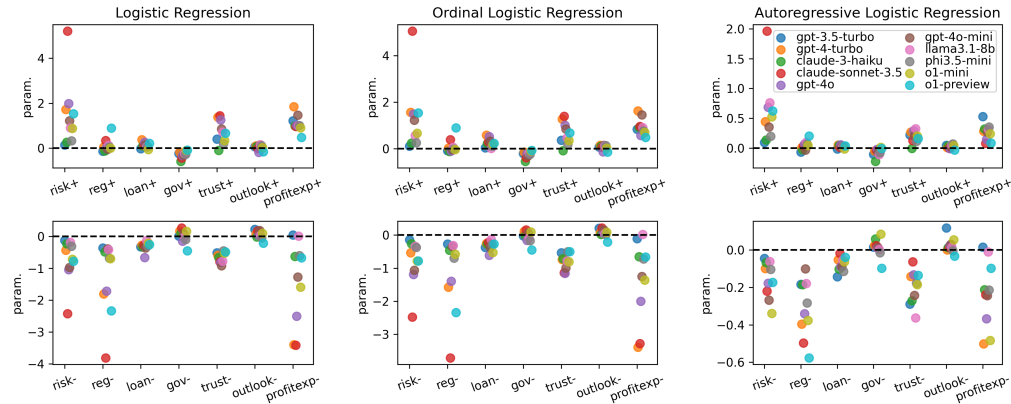 Logistic Regression
Ordinal Logistic Regression
Autoregressive Logistic Regression
param.
4
2
0
risk+
reg+
loan+
gov+
trust+
outlook+
profitexp+
param.
4
2
0
risk+
reg+
loan+
gov+
trust+
outlook+
profitexp+
param.
2.0
1.5
1.0
0.5
0.0
gpt-3.5-turbo
gpt-4-turbo
claude-3-haiku
claude-sonnet-3.5
gpt-4o
gpt-4o-mini
llama3.1-8b
phi3.5-mini
o1-mini
o1-preview
risk+
reg+
loan+
gov+
trust+
outlook+
profitexp+
param.
0
−1
−2
−3
−4
risk-
reg-
loan-
gov-
trust-
outlook-
profitexp-
param.
0
−1
−2
−3
risk-
reg-
loan-
gov-
trust-
outlook-
profitexp-
param.
0.0
−0.2
−0.4
−0.6
risk-
reg-
loan-
gov-
trust-
outlook-
profitexp-